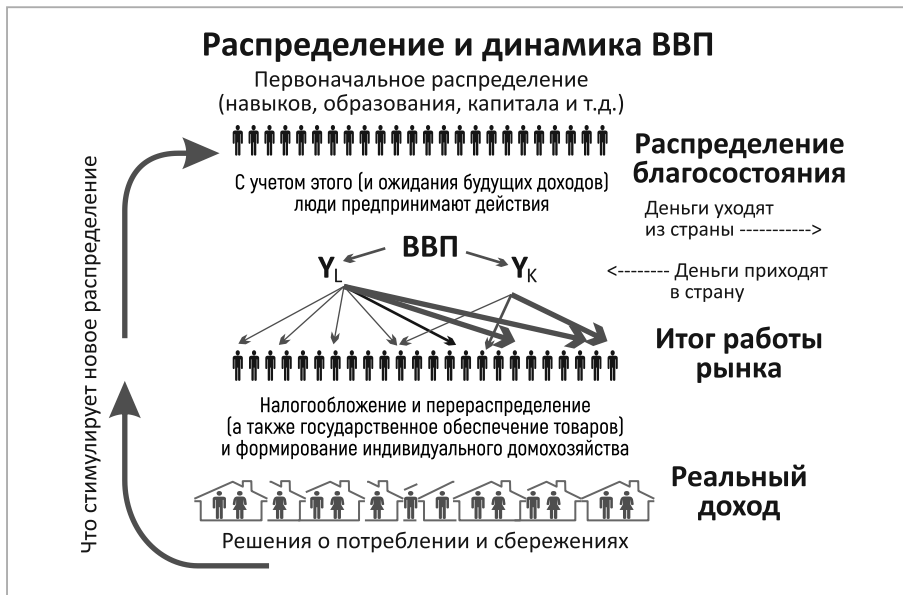 Распределение и динамика ВВП
Первоначальное распределение
(навыков, образования, капитала и т.д.)
Распределение
благосостояния
С учетом этого (и ожидания будущих доходов)
люди предпринимают действия
Деньги уходят
из страны ----------->
ВВП
Y_L
Y_K
<-------- Деньги приходят
в страну
Итог работы
рынка
Налогообложение и перераспределение
(а также государственное обеспечение товаров)
и формирование индивидуального домохозяйства
Реальный
доход
Решения о потреблении и сбережениях
Что стимулирует новое распределение